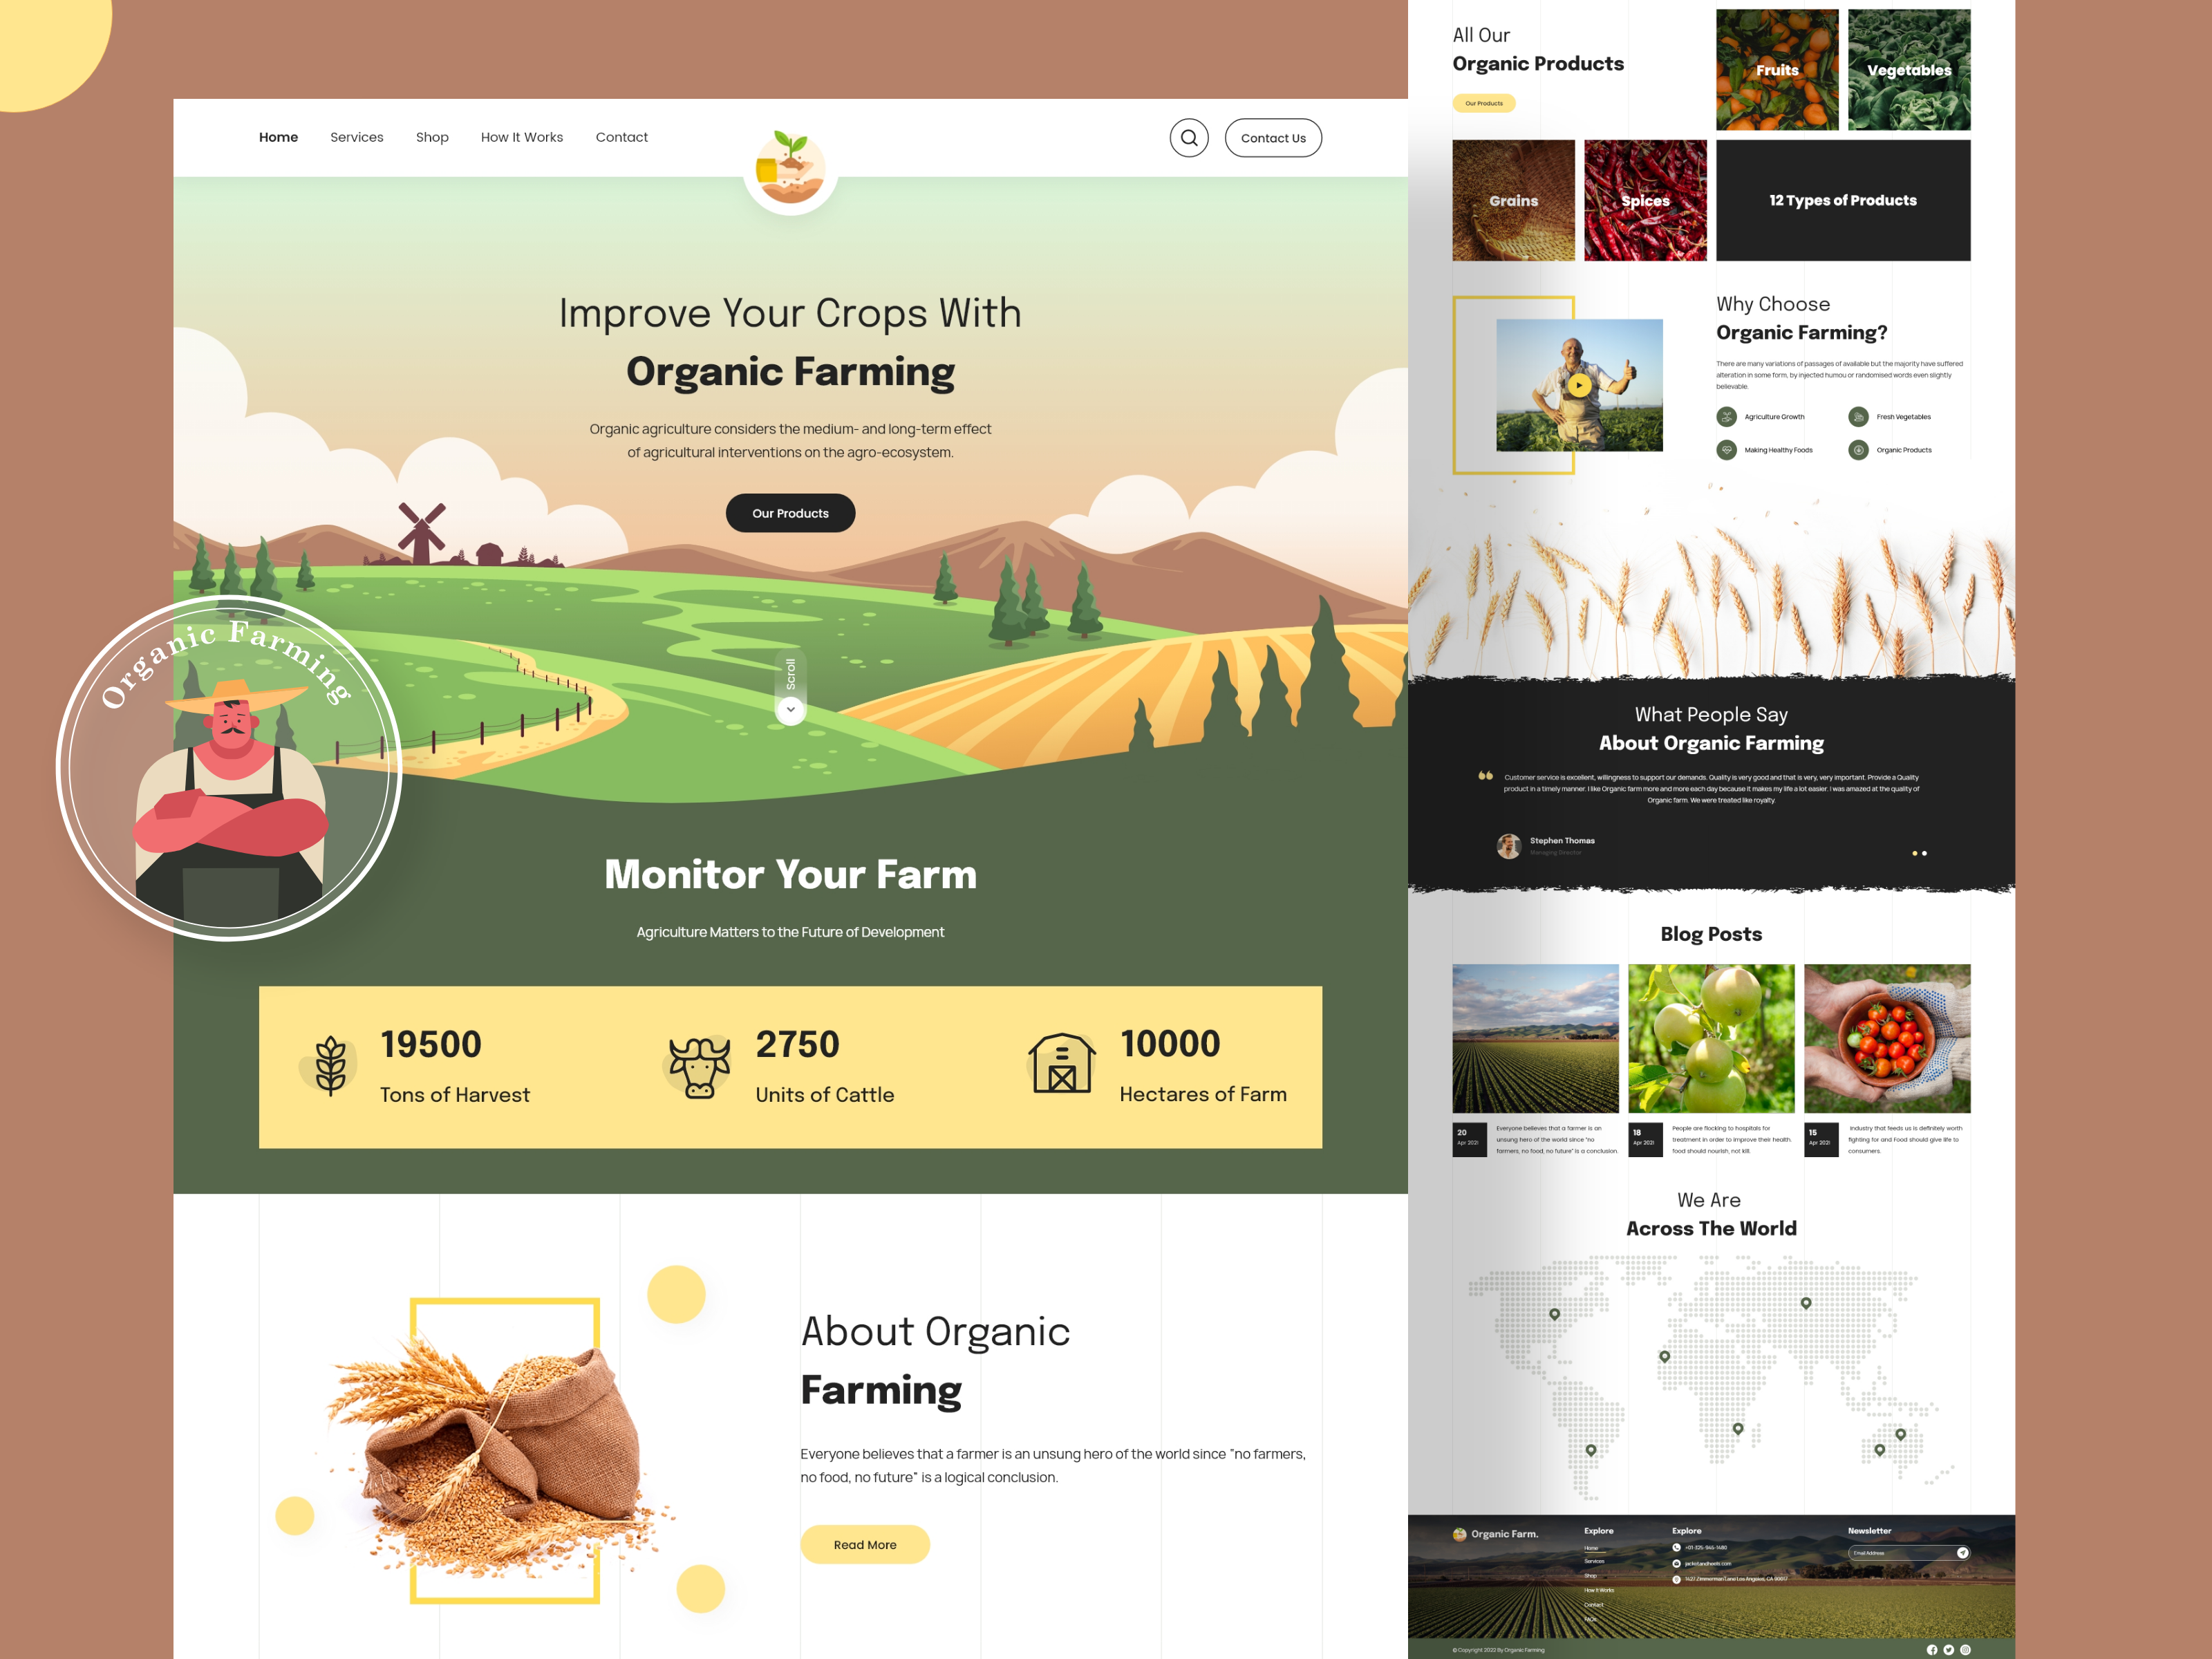 Home
Services
Shop
How It Works
Contact
Contact Us
Improve Your Crops With
Organic Farming
Organic agriculture considers the medium- and long-term effect
of agricultural interventions on the agro-ecosystem.
Our Products
Scroll
Organic Farming
Monitor Your Farm
Agriculture Matters to the Future of Development
19500
Tons of Harvest
2750
Units of Cattle
10000
Hectares of Farm
About Organic
Farming
Everyone believes that a farmer is an unsung hero of the world since "no farmers,
no food, no future" is a logical conclusion.
Read More
All Our
Organic Products
Our Products
Fruits
Vegetables
Grains
Spices
12 Types of Products
Why Choose
Organic Farming?
There are many variations of passages of available but the majority have suffered
alteration in some form, by injected humou or randomised words even slightly
believable.
Agriculture Growth
Fresh Vegetables
Making Healthy Foods
Organic Products
What People Say
About Organic Farming
Customer service is excellent, willingness to support our demands. Quality is very good and that is very, very important. Provide a Quality
product in a timely manner. I like Organic farm more and more each day because it makes my life a lot easier. I was amazed at the quality of
Organic farm. We were treated like royalty.
Stephen Thomas
Managing Director
Blog Posts
20
Apr 2021
Everyone believes that a farmer is an
unsung hero of the world since "no
farmers, no food, no future" is a conclusion.
18
Apr 2021
People are flocking to hospitals for
treatment in order to improve their health.
food should nourish, not kill.
15
Apr 2021
Industry that feeds us is definitely worth
fighting for and Food should give life to
consumers.
We Are
Across The World
Organic Farm.
Explore
Home
Services
Shop
How It Works
Contact
FAQs
Explore
+01-325-945-1480
1427 Zimmerman Lane Los Angeles, CA 90017
Newsletter
Email Address
© Copyright 2022 By Organic Farming